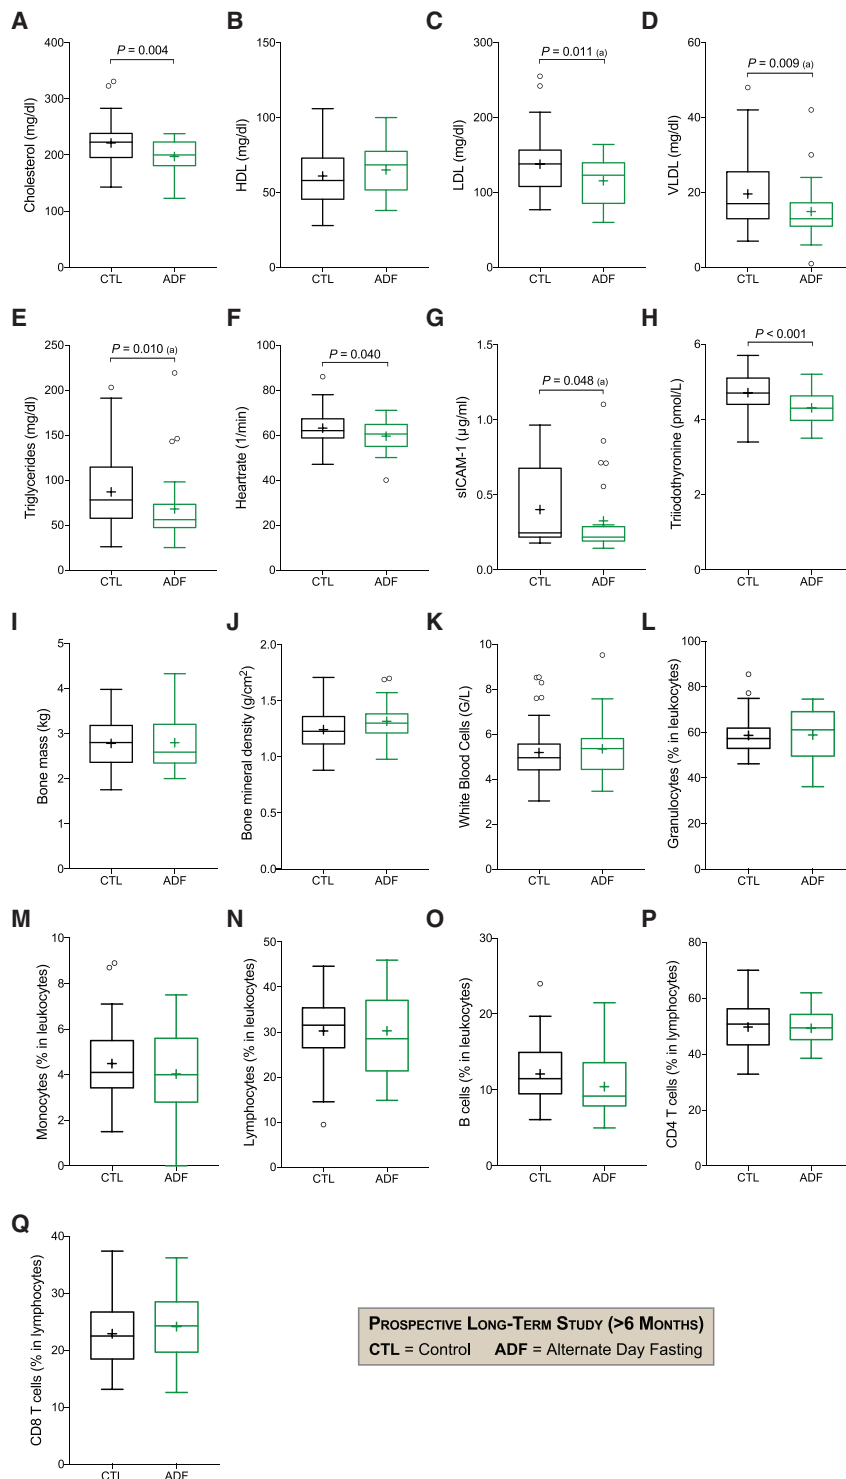 A
B
C
D
Cholesterol (mg/dl)
400
300
200
100
0
P = 0.004
CTL ADF
HDL (mg/dl)
150
100
50
0
CTL ADF
LDL (mg/dl)
300
200
100
0
P = 0.011 (a)
CTL ADF
VLDL (mg/dl)
60
40
20
0
P = 0.009 (a)
CTL ADF
E
F
G
H
Triglycerides (mg/dl)
250
200
150
100
50
0
P = 0.010 (a)
CTL ADF
Heartrate (1/min)
100
80
60
40
20
0
P = 0.040
CTL ADF
sICAM-1 (µg/ml)
1.5
1.0
0.5
0.0
P = 0.048 (a)
CTL ADF
Triiodothyronine (pmol/L)
6
4
2
0
P < 0.001
CTL ADF
I
J
K
L
Bone mass (kg)
5
4
3
2
1
0
CTL ADF
Bone mineral density (g/cm²)
2.0
1.5
1.0
0.5
0.0
CTL ADF
White Blood Cells (G/L)
10
8
6
4
2
0
CTL ADF
Granulocytes (% in leukocytes)
100
80
60
40
20
0
CTL ADF
M
N
O
P
Monocytes (% in leukocytes)
10
8
6
4
2
0
CTL ADF
Lymphocytes (% in leukocytes)
50
40
30
20
10
0
CTL ADF
B cells (% in leukocytes)
30
20
10
0
CTL ADF
CD4 T cells (% in lymphocytes)
80
60
40
20
0
CTL ADF
Q
CD8 T cells (% in lymphocytes)
40
30
20
10
0
CTL ADF
PROSPECTIVE LONG-TERM STUDY (>6 MONTHS)
CTL = Control ADF = Alternate Day Fasting